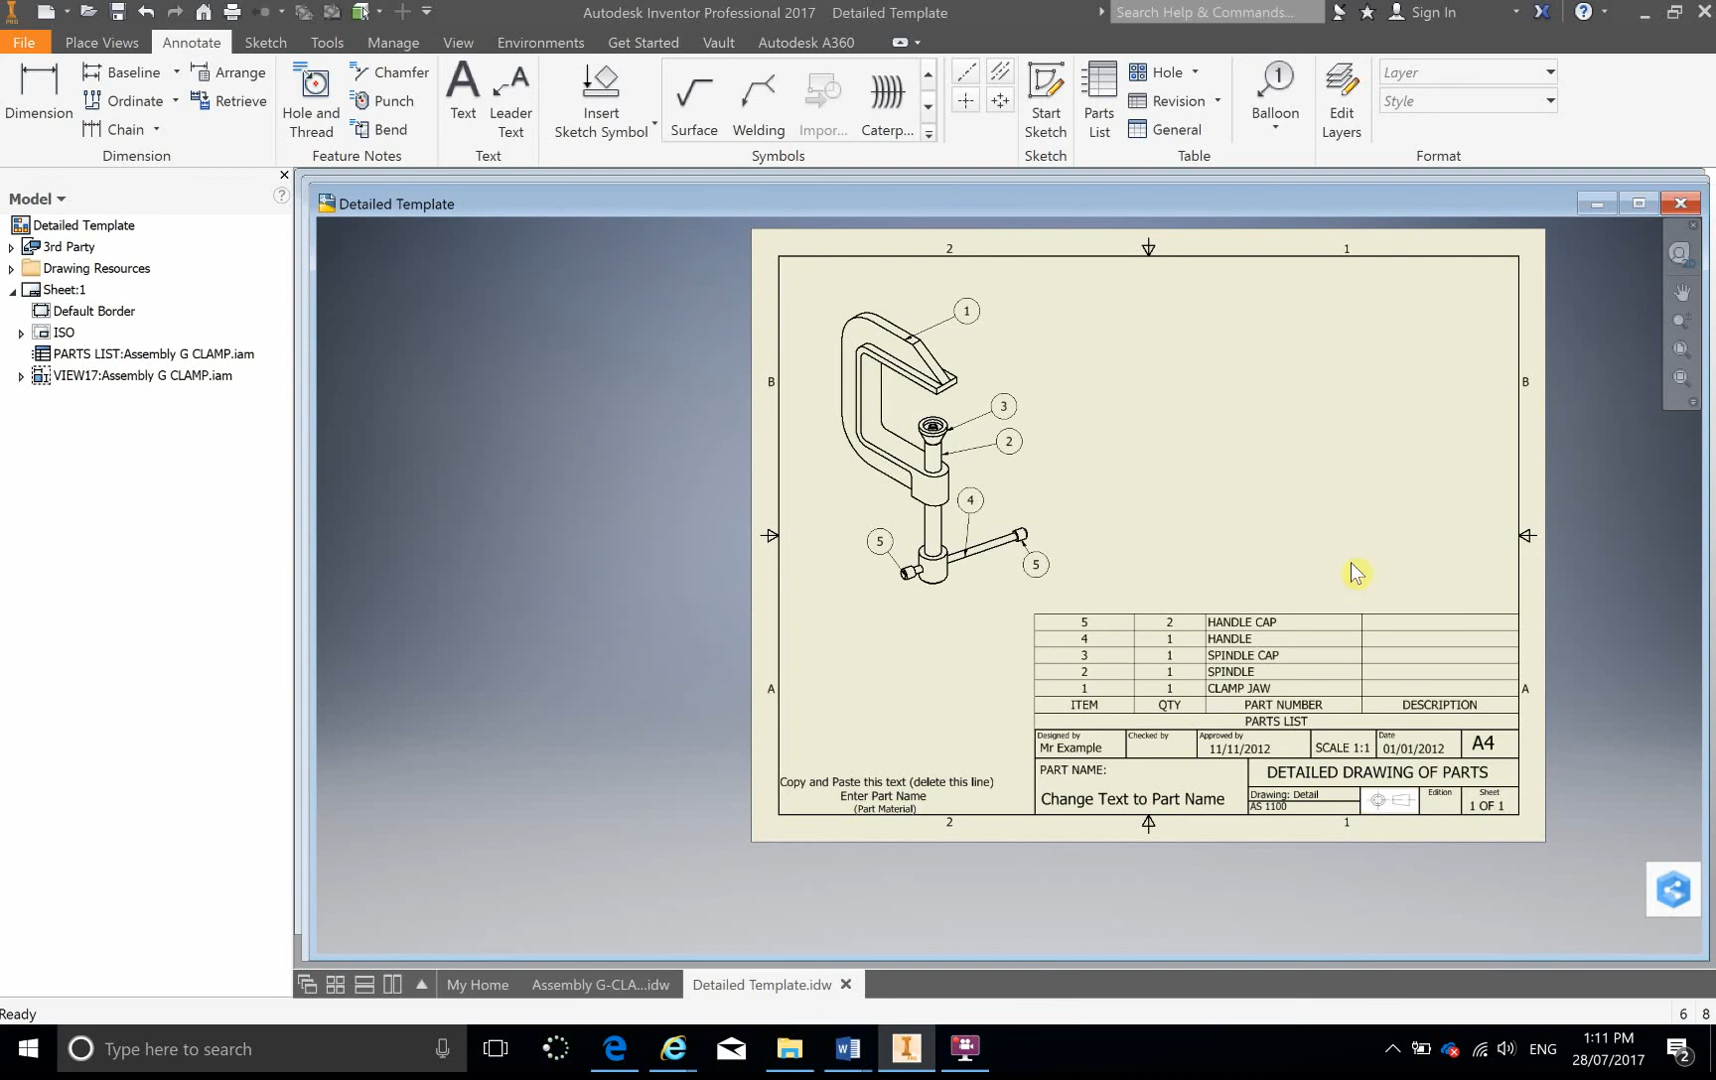 PRO
Autodesk Inventor Professional 2017 Detailed Template
Search Help & Commands...
Sign In
File Place Views Annotate Sketch Tools Manage View Environments Get Started Vault Autodesk A360
Dimension
Baseline
Ordinate
Chain
Arrange
Retrieve
Dimension
Hole and
Thread
Chamfer
Punch
Bend
Feature Notes
Text
Leader
Text
Text
Insert
Sketch Symbol
Surface
Welding
Impor...
Caterp...
Symbols
Start
Sketch
Sketch
Parts
List
Hole
Revision
General
Table
1
Balloon
Edit
Layers
Layer
Style
Format
Model
Detailed Template
3rd Party
Drawing Resources
Sheet:1
Default Border
ISO
PARTS LIST:Assembly G CLAMP.iam
VIEW17:Assembly G CLAMP.iam
Detailed Template
2 1
1
B B
3
2
4
5
5
5 2 HANDLE CAP
4 1 HANDLE
3 1 SPINDLE CAP
2 1 SPINDLE
A 1 1 CLAMP JAW A
ITEM QTY PART NUMBER DESCRIPTION
PARTS LIST
Designed by Checked by Approved by Date
Mr Example 11/11/2012 SCALE 1:1 01/01/2012 A4
PART NAME: DETAILED DRAWING OF PARTS
Change Text to Part Name
Drawing: Detail Edition Sheet
AS 1100 1 OF 1
Copy and Paste this text (delete this line)
Enter Part Name
(Part Material)
2 1
My Home Assembly G-CLA...idw Detailed Template.idw
Ready 6 8
Type here to search
ENG
1:11 PM
28/07/2017
2